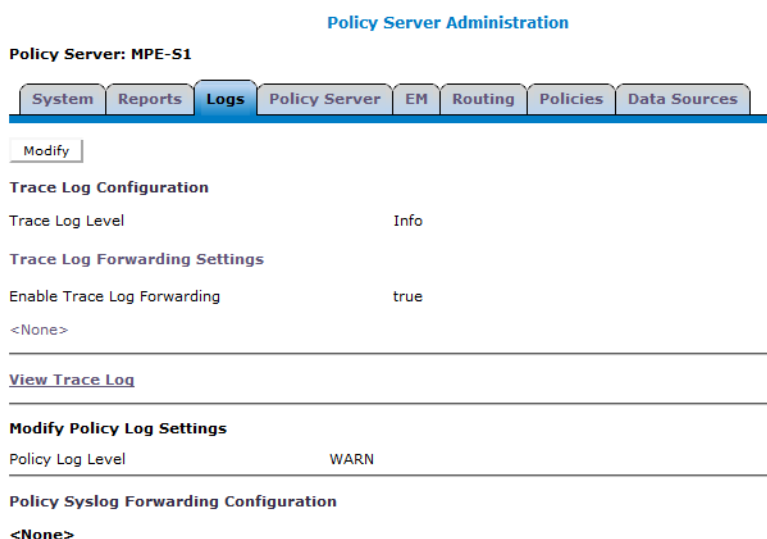 Policy Server Administration
Policy Server: MPE-S1
System Reports Logs Policy Server EM Routing Policies Data Sources
Modify
Trace Log Configuration
Trace Log Level Info
Trace Log Forwarding Settings
Enable Trace Log Forwarding true
<None>
View Trace Log
Modify Policy Log Settings
Policy Log Level WARN
Policy Syslog Forwarding Configuration
<None>